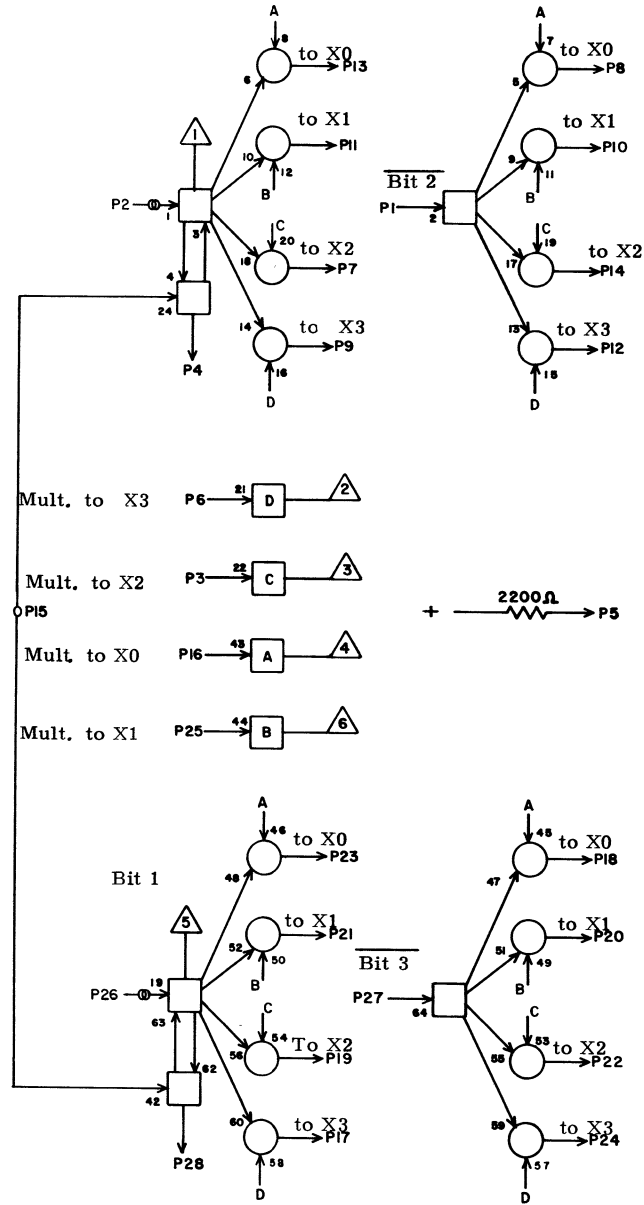 A A
8 7
to X0 to X0
P13 P8
6 5
1 to X1 to X1
10 P11 9 P10
12 11
P2 B Bit 2 B
1 3 P1 2
C C
20 to X2 19 to X2
4 18 P7 17 P14
24 14 to X3 13 to X3
P9 P12
P4 16 15
D D
Mult. to X3 P6 21 D 2
Mult. to X2 P3 22 C 3
P15 + 2200Ω P5
Mult. to X0 P16 43 A 4
Mult. to X1 P25 44 B 6
A A
46 to X0 45 to X0
Bit 1 P23 P18
48 47
5 to X1 to X1
52 P21 51 P20
50 Bit 3 49
P26 19 B P27 B
63 64
C C
54 To X2 53 to X2
62 56 P19 55 P22
42 60 to X3 59 to X3
P17 P24
P28 58 57
D D